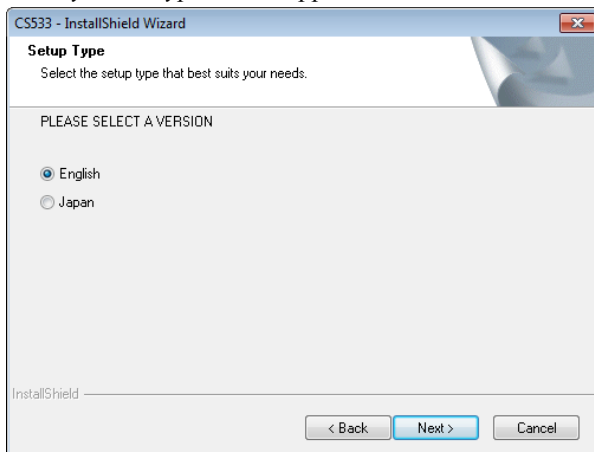 CS533 - InstallShield Wizard
Setup Type
Select the setup type that best suits your needs.
PLEASE SELECT A VERSION
English
Japan
InstallShield
< Back Next > Cancel